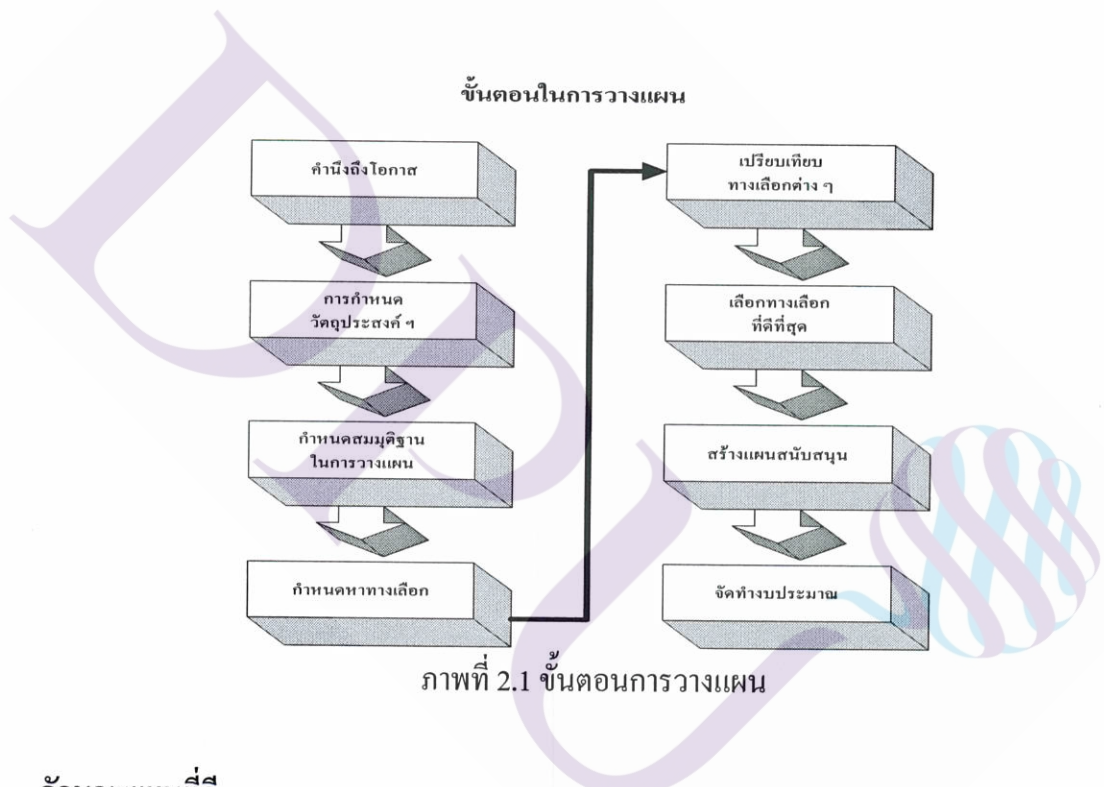 ขั้นตอนในการวางแผน
คำนึงถึงโอกาส
การกำหนด
วัตถุประสงค์ ฯ
กำหนดสมมุติฐาน
ในการวางแผน
กำหนดหาทางเลือก
เปรียบเทียบ
ทางเลือกต่าง ๆ
เลือกทางเลือก
ที่ดีที่สุด
สร้างแผนสนับสนุน
จัดทำงบประมาณ
ภาพที่ 2.1 ขั้นตอนการวางแผน
DPU